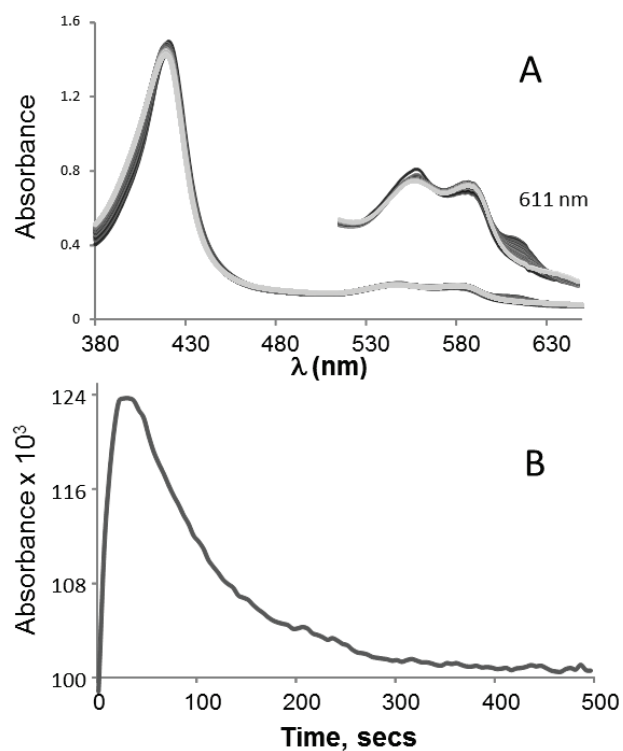 1.6
A
1.2
Absorbance
0.8
611 nm
0.4
0
380 430 480 530 580 630
λ (nm)
124
B
Absorbance x 10³
116
108
100
0 100 200 300 400 500
Time, secs